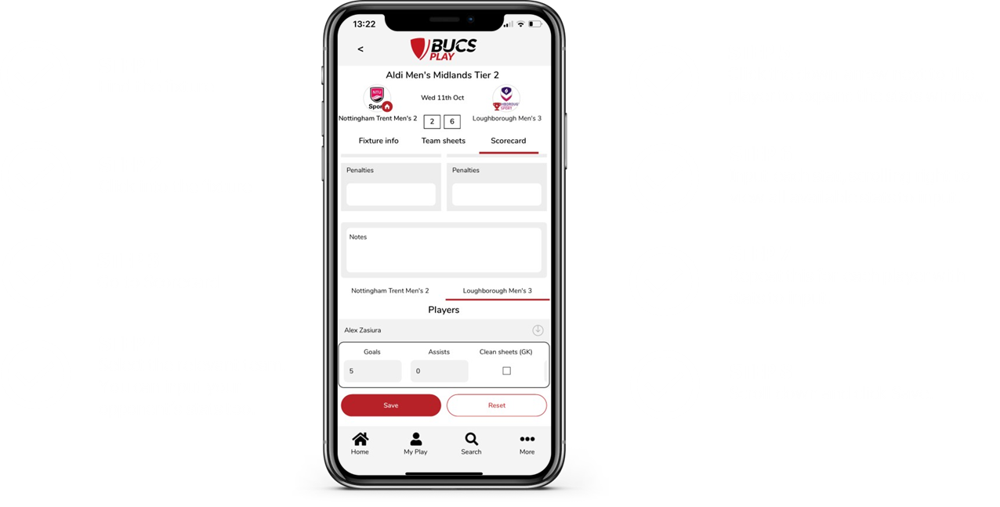 13:22
<
BUCS
PLAY
Aldi Men's Midlands Tier 2
NTU
Wed 11th Oct
Nottingham Trent Men's 2
2 6
Loughborough Men's 3
Fixture info Team sheets Scorecard
Penalties Penalties
Notes
Nottingham Trent Men's 2 Loughborough Men's 3
Players
Alex Zasiura
Goals Assists Clean sheets (GK)
5 0
Save Reset
Home My Play Search More